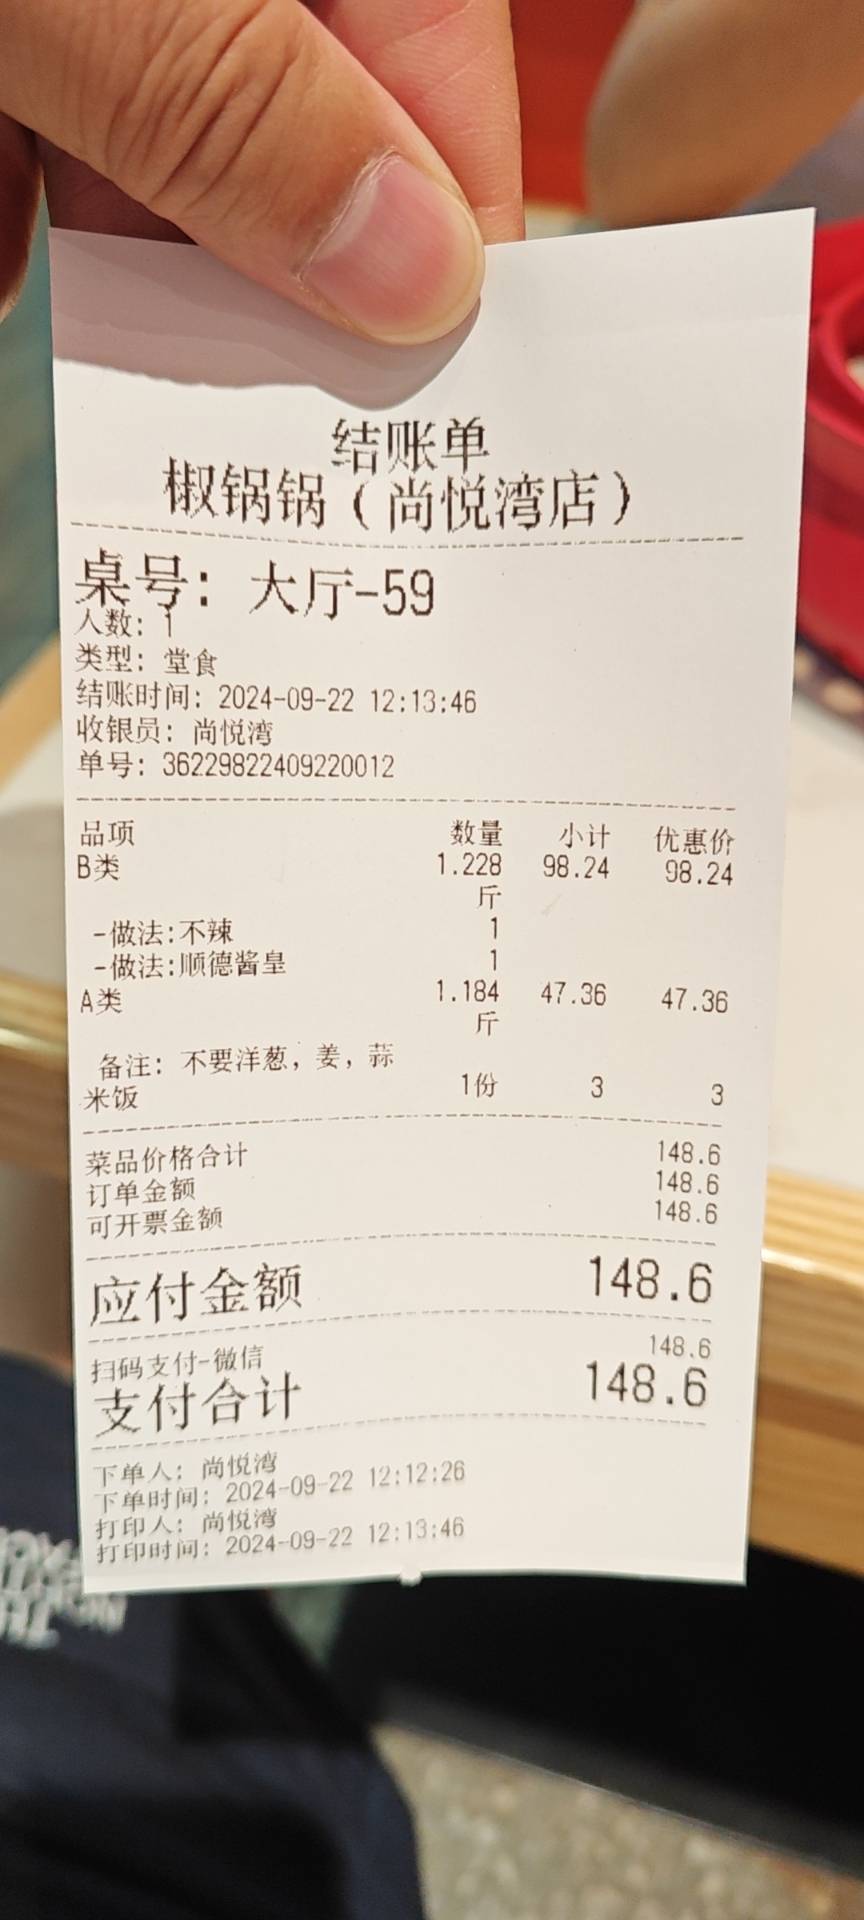 结账单
椒锅锅(尚悦湾店)
桌号: 大厅-59
人数: 1
类型: 堂食
结账时间: 2024-09-22 12:13:46
收银员: 尚悦湾
单号: 36229822409220012
品项 数量 小计 优惠价
B类 1.228 98.24 98.24
斤
-做法:不辣 1
-做法:顺德酱皇 1
A类 1.184 47.36 47.36
斤
备注: 不要洋葱, 姜, 蒜
米饭 1份 3 3
菜品价格合计 148.6
订单金额 148.6
可开票金额 148.6
应付金额 148.6
扫码支付-微信 148.6
支付合计 148.6
下单人: 尚悦湾
下单时间: 2024-09-22 12:12:26
打印人: 尚悦湾
打印时间: 2024-09-22 12:13:46